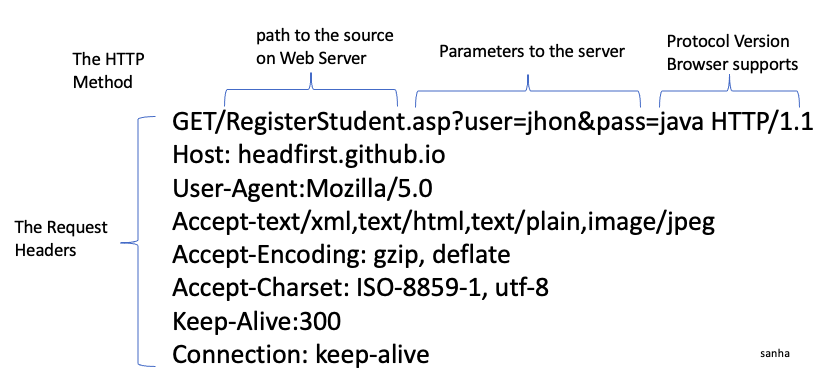 The HTTP
Method
path to the source
on Web Server
Parameters to the server
Protocol Version
Browser supports
GET/RegisterStudent.asp?user=jhon&pass=java HTTP/1.1
Host: headfirst.github.io
User-Agent:Mozilla/5.0
Accept-text/xml,text/html,text/plain,image/jpeg
Accept-Encoding: gzip, deflate
Accept-Charset: ISO-8859-1, utf-8
Keep-Alive:300
Connection: keep-alive
The Request
Headers
sanha